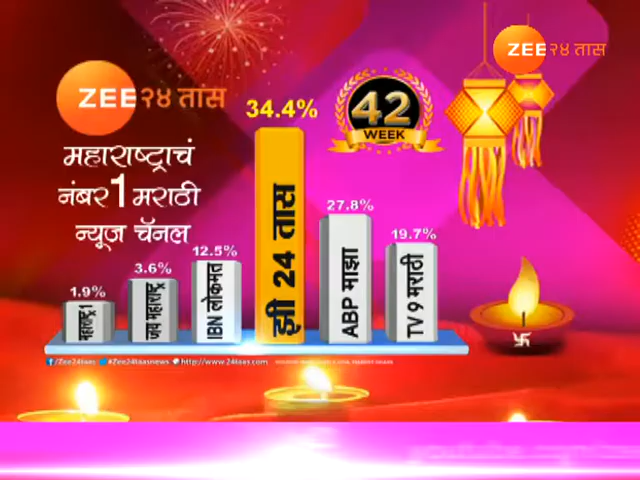 ZEE २४ तास
ZEE २४ तास
34.4%
42
WEEK
महाराष्ट्राचं
नंबर 1 मराठी
न्यूज चॅनल
1.9%
3.6%
12.5%
27.8%
19.7%
महाराष्ट्र 1
जय महाराष्ट्र
IBN लोकमत
झी 24 तास
ABP माझा
TV 9 मराठी
/Zee24taas
#Zee24taasnews
http://www.24taas.com